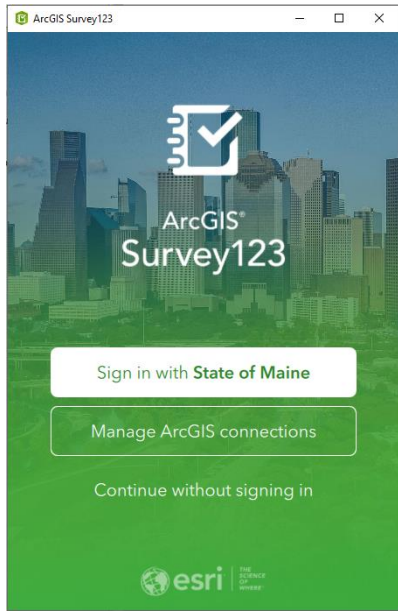 ArcGIS Survey123
ArcGIS®
Survey123
Sign in with State of Maine
Manage ArcGIS connections
Continue without signing in
esri
THE
SCIENCE
OF
WHERE®